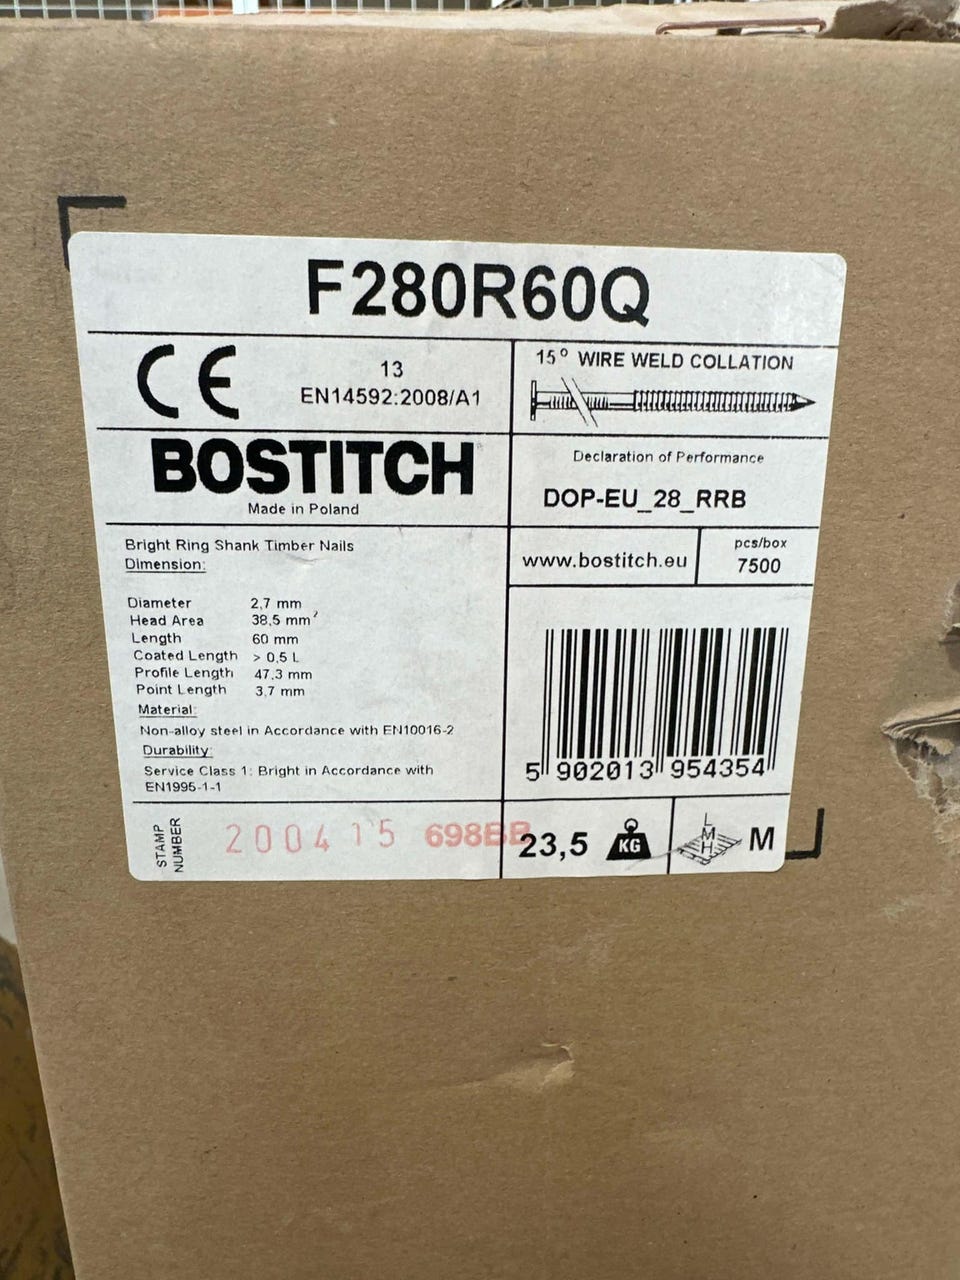 F280R60Q
CE
13
EN14592:2008/A1
15° WIRE WELD COLLATION
BOSTITCH
Made in Poland
Declaration of Performance
DOP-EU_28_RRB
www.bostitch.eu
pcs/box
7500
Bright Ring Shank Timber Nails
Dimension:
Diameter 2,7 mm
Head Area 38,5 mm²
Length 60 mm
Coated Length > 0,5 L
Profile Length 47,3 mm
Point Length 3,7 mm
Material:
Non-alloy steel in Accordance with EN10016-2
Durability:
Service Class 1: Bright in Accordance with
EN1995-1-1
5 902013 954354
STAMP
NUMBER
200415 698BB
23,5 KG
L
M
H
M